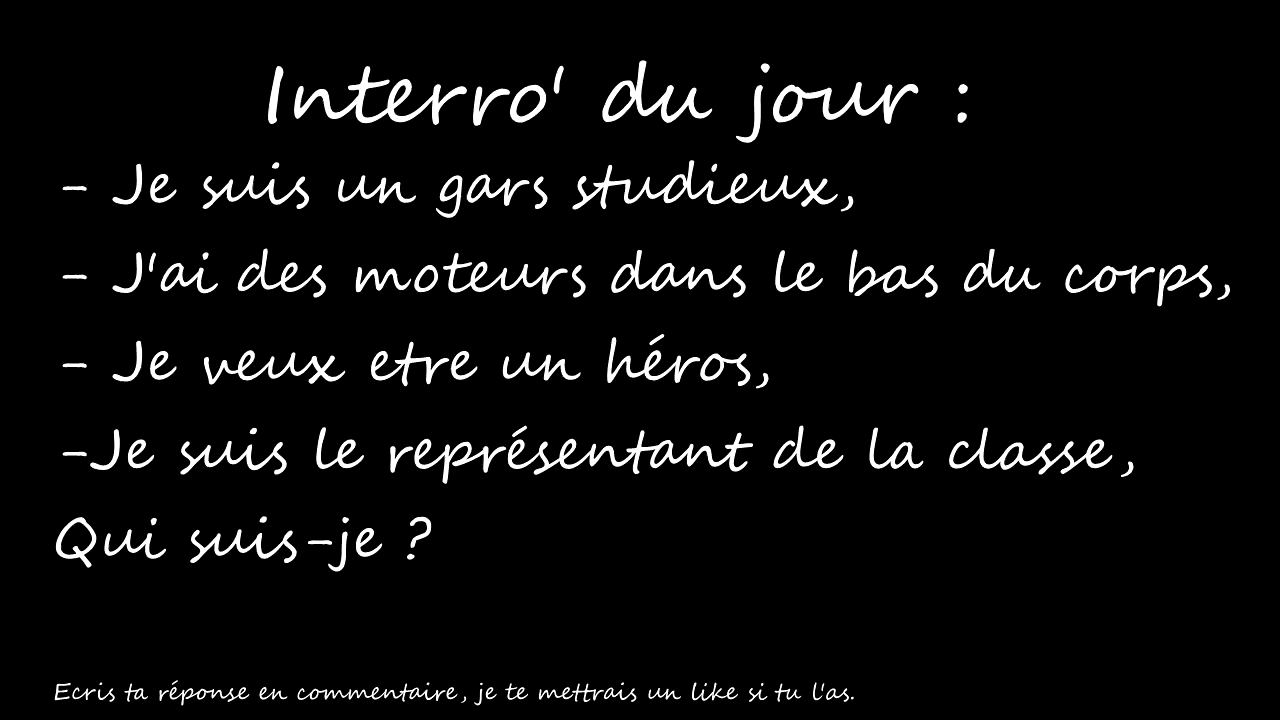 Interro' du jour :
- Je suis un gars studieux,
- J'ai des moteurs dans le bas du corps,
- Je veux etre un héros,
-Je suis le représentant de la classe,
Qui suis-je ?
Ecris ta réponse en commentaire, je te mettrais un like si tu l'as.